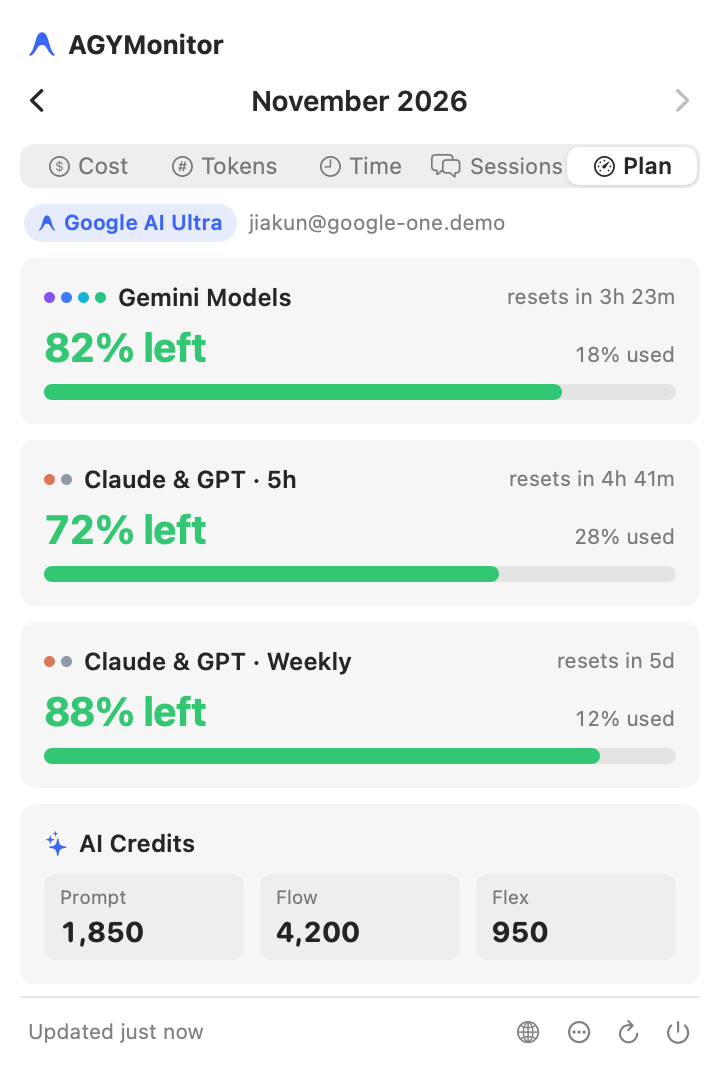 AGYMonitor
November 2026
Cost Tokens Time Sessions Plan
Google AI Ultra jiakun@google-one.demo
Gemini Models resets in 3h 23m
82% left 18% used
Claude & GPT · 5h resets in 4h 41m
72% left 28% used
Claude & GPT · Weekly resets in 5d
88% left 12% used
AI Credits
Prompt Flow Flex
1,850 4,200 950
Updated just now